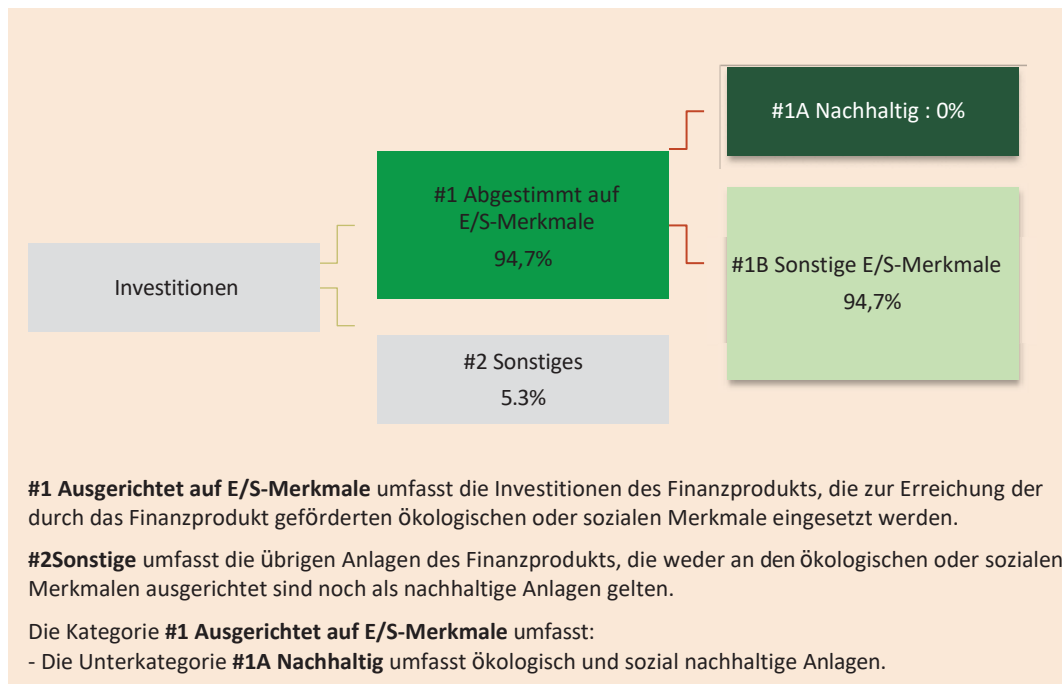 #1A Nachhaltig : 0%
#1 Abgestimmt auf
E/S-Merkmale
94,7%
#1B Sonstige E/S-Merkmale
94,7%
Investitionen
#2 Sonstiges
5.3%
#1 Ausgerichtet auf E/S-Merkmale umfasst die Investitionen des Finanzprodukts, die zur Erreichung der
durch das Finanzprodukt geförderten ökologischen oder sozialen Merkmale eingesetzt werden.
#2Sonstige umfasst die übrigen Anlagen des Finanzprodukts, die weder an den ökologischen oder sozialen
Merkmalen ausgerichtet sind noch als nachhaltige Anlagen gelten.
Die Kategorie #1 Ausgerichtet auf E/S-Merkmale umfasst:
- Die Unterkategorie #1A Nachhaltig umfasst ökologisch und sozial nachhaltige Anlagen.